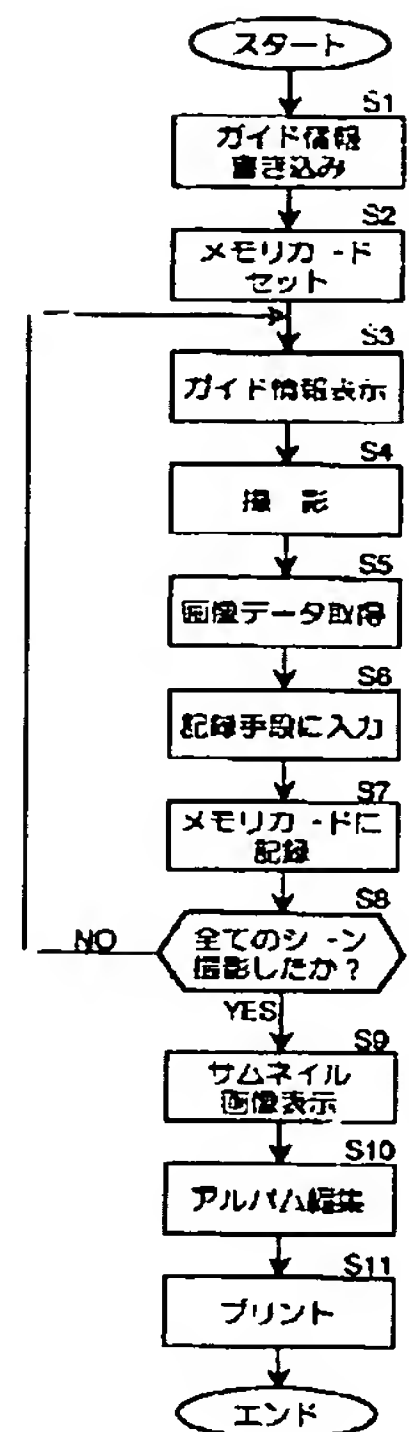 スタート
S1
ガイド情報
書き込み
S2
メモリカード
セット
S3
ガイド情報表示
S4
撮 影
S5
画像データ取得
S6
記録手段に入力
S7
メモリカードに
記録
S8
全てのシーン
撮影したか？
NO
YES
S9
サムネイル
画像表示
S10
アルバム編集
S11
プリント
エンド